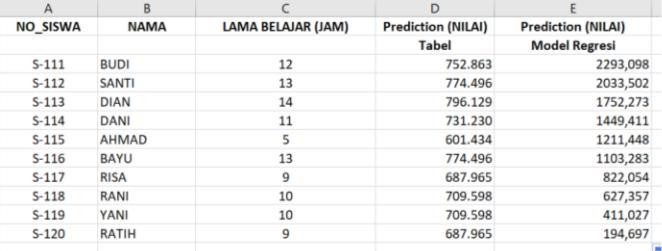 A B C D E
NO_SISWA NAMA LAMA BELAJAR (JAM) Prediction (NILAI) Prediction (NILAI)
Tabel Model Regresi
S-111 BUDI 12 752.863 2293,098
S-112 SANTI 13 774.496 2033,502
S-113 DIAN 14 796.129 1752,273
S-114 DANI 11 731.230 1449,411
S-115 AHMAD 5 601.434 1211,448
S-116 BAYU 13 774.496 1103,283
S-117 RISA 9 687.965 822,054
S-118 RANI 10 709.598 627,357
S-119 YANI 10 709.598 411,027
S-120 RATIH 9 687.965 194,697